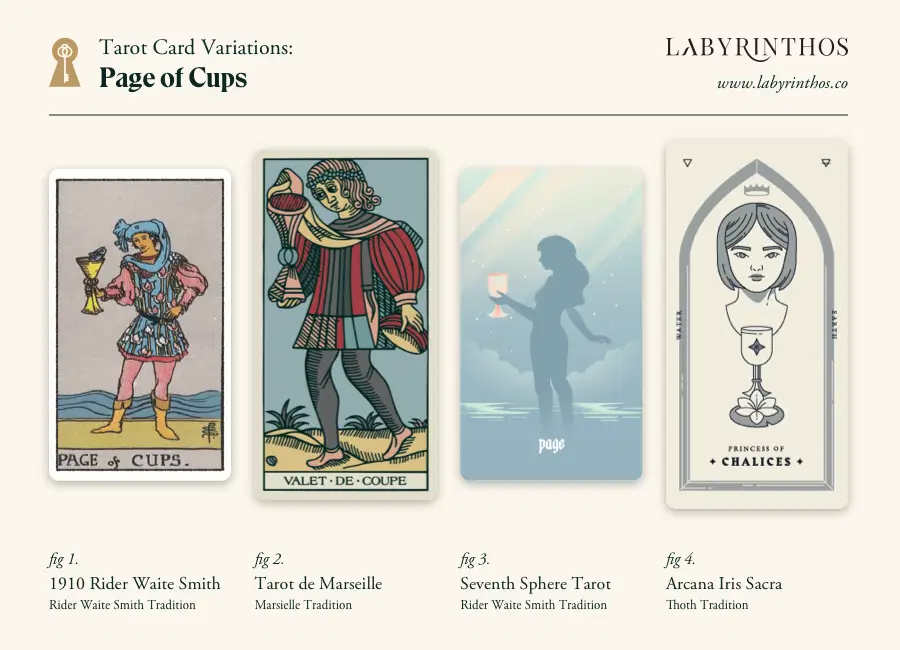 Tarot Card Variations:
Page of Cups
LABYRINTHOS
www.labyrinthos.co
PAGE of CUPS.
VALET·DE·COUPE
page
WATER
EARTH
PRINCESS OF
CHALICES
fig 1.
1910 Rider Waite Smith
Rider Waite Smith Tradition
fig 2.
Tarot de Marseille
Marsielle Tradition
fig 3.
Seventh Sphere Tarot
Rider Waite Smith Tradition
fig 4.
Arcana Iris Sacra
Thoth Tradition